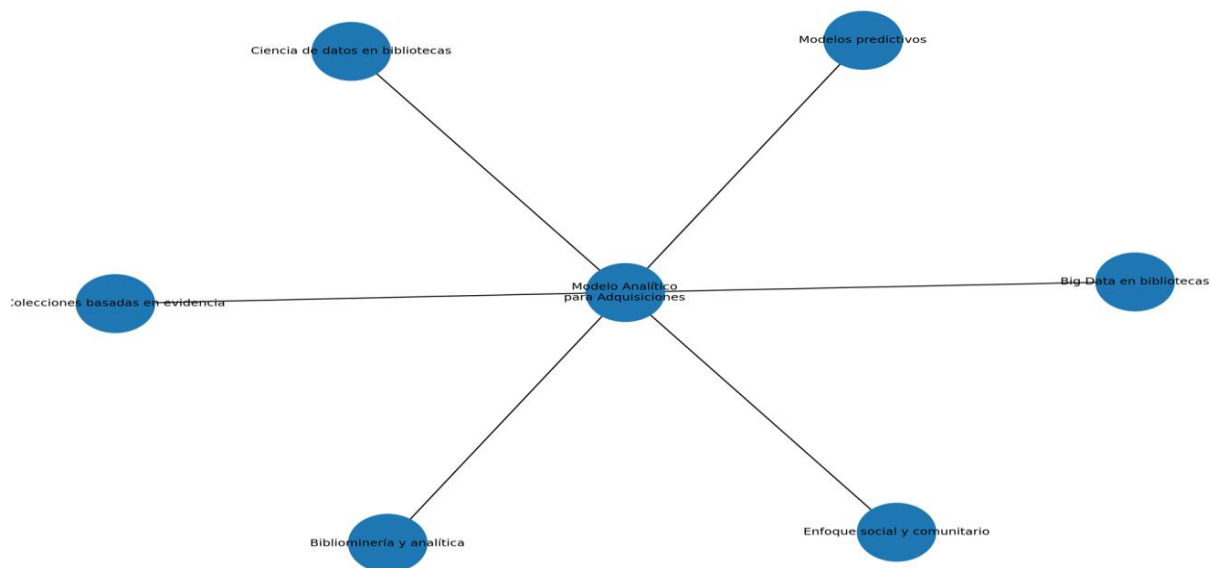 Modelos predictivos
Ciencia de datos en bibliotecas
Big Data en bibliotecas
Modelo Analítico
para Adquisiciones
olecciones basadas en evidencia
Enfoque social y comunitario
Bibliominería y analítica